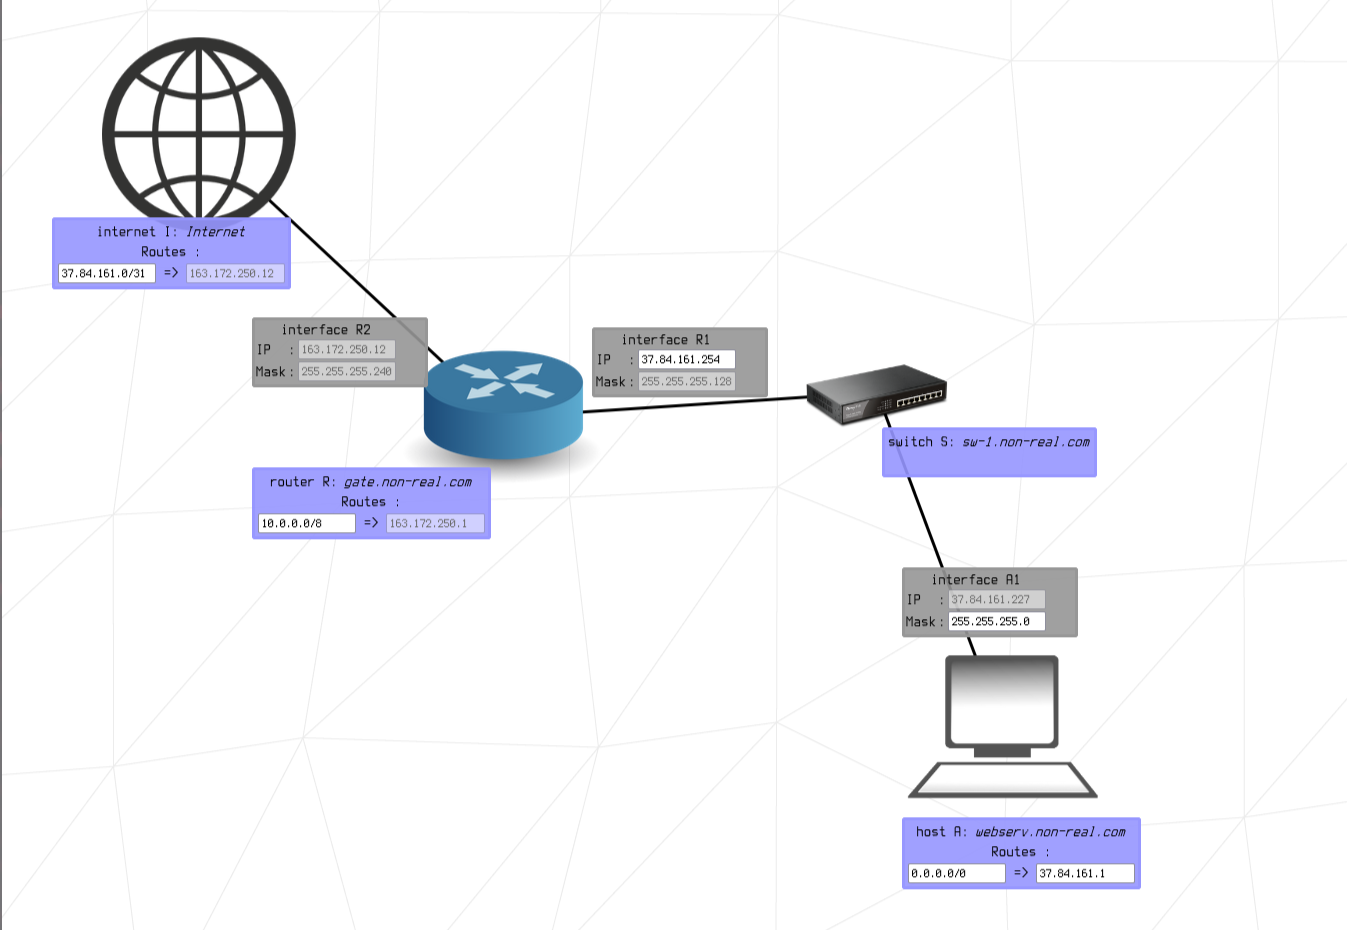 internet I: Internet
Routes :
37.84.161.0/31 => 163.172.250.12
interface R2
IP : 163.172.250.12
Mask : 255.255.255.240
interface R1
IP : 37.84.161.254
Mask : 255.255.255.128
switch S: sw-1.non-real.com
router R: gate.non-real.com
Routes :
10.0.0.0/8 => 163.172.250.1
interface A1
IP : 37.84.161.227
Mask : 255.255.255.0
host A: webserv.non-real.com
Routes :
0.0.0.0/0 => 37.84.161.1